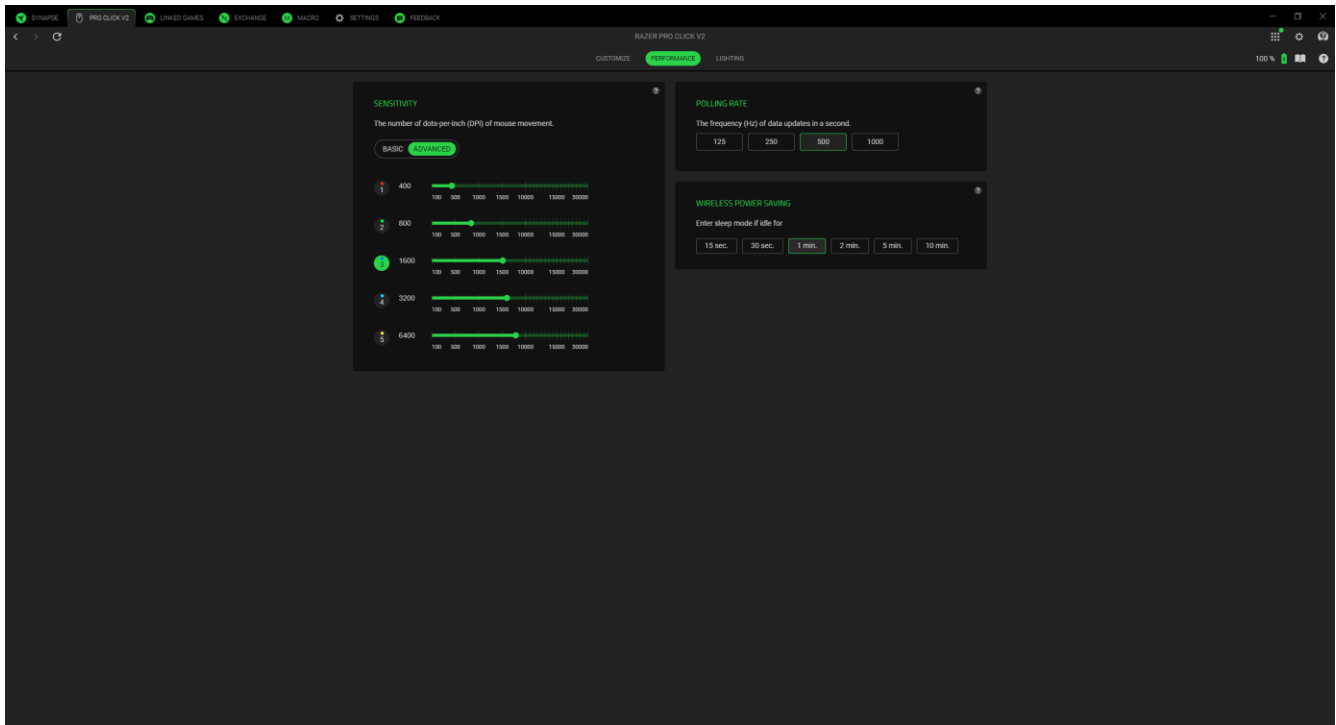 SYNAPSE PRO CLICK V2 LINKED GAMES EXCHANGE MACRO SETTINGS FEEDBACK
RAZER PRO CLICK V2
CUSTOMIZE PERFORMANCE LIGHTING 100 %
SENSITIVITY
The number of dots-per-inch (DPI) of mouse movement.
BASIC ADVANCED
1 400
100 500 1000 1500 10000 15000 30000
2 800
100 500 1000 1500 10000 15000 30000
3 1600
100 500 1000 1500 10000 15000 30000
4 3200
100 500 1000 1500 10000 15000 30000
5 6400
100 500 1000 1500 10000 15000 30000
POLLING RATE
The frequency (Hz) of data updates in a second.
125 250 500 1000
WIRELESS POWER SAVING
Enter sleep mode if idle for
15 sec. 30 sec. 1 min. 2 min. 5 min. 10 min.